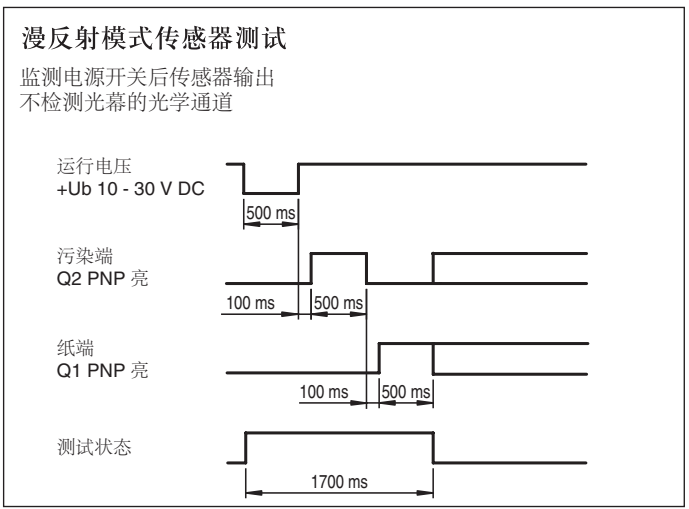 漫反射模式传感器测试
监测电源开关后传感器输出
不检测光幕的光学通道
运行电压
+Ub 10 - 30 V DC
500 ms
污染端
Q2 PNP 亮
100 ms
500 ms
纸端
Q1 PNP 亮
100 ms
500 ms
测试状态
1700 ms